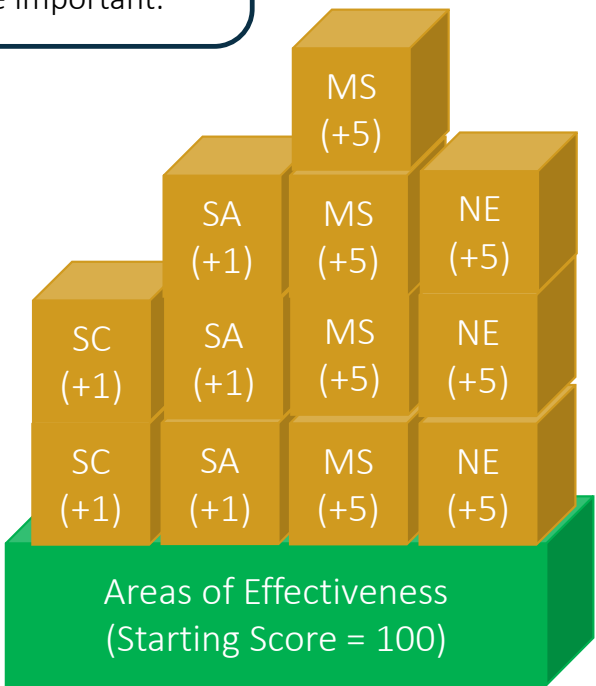 important.
MS
(+5)
SA
(+1)
MS
(+5)
NE
(+5)
SC
(+1)
SA
(+1)
MS
(+5)
NE
(+5)
SC
(+1)
SA
(+1)
MS
(+5)
NE
(+5)
Areas of Effectiveness
(Starting Score = 100)